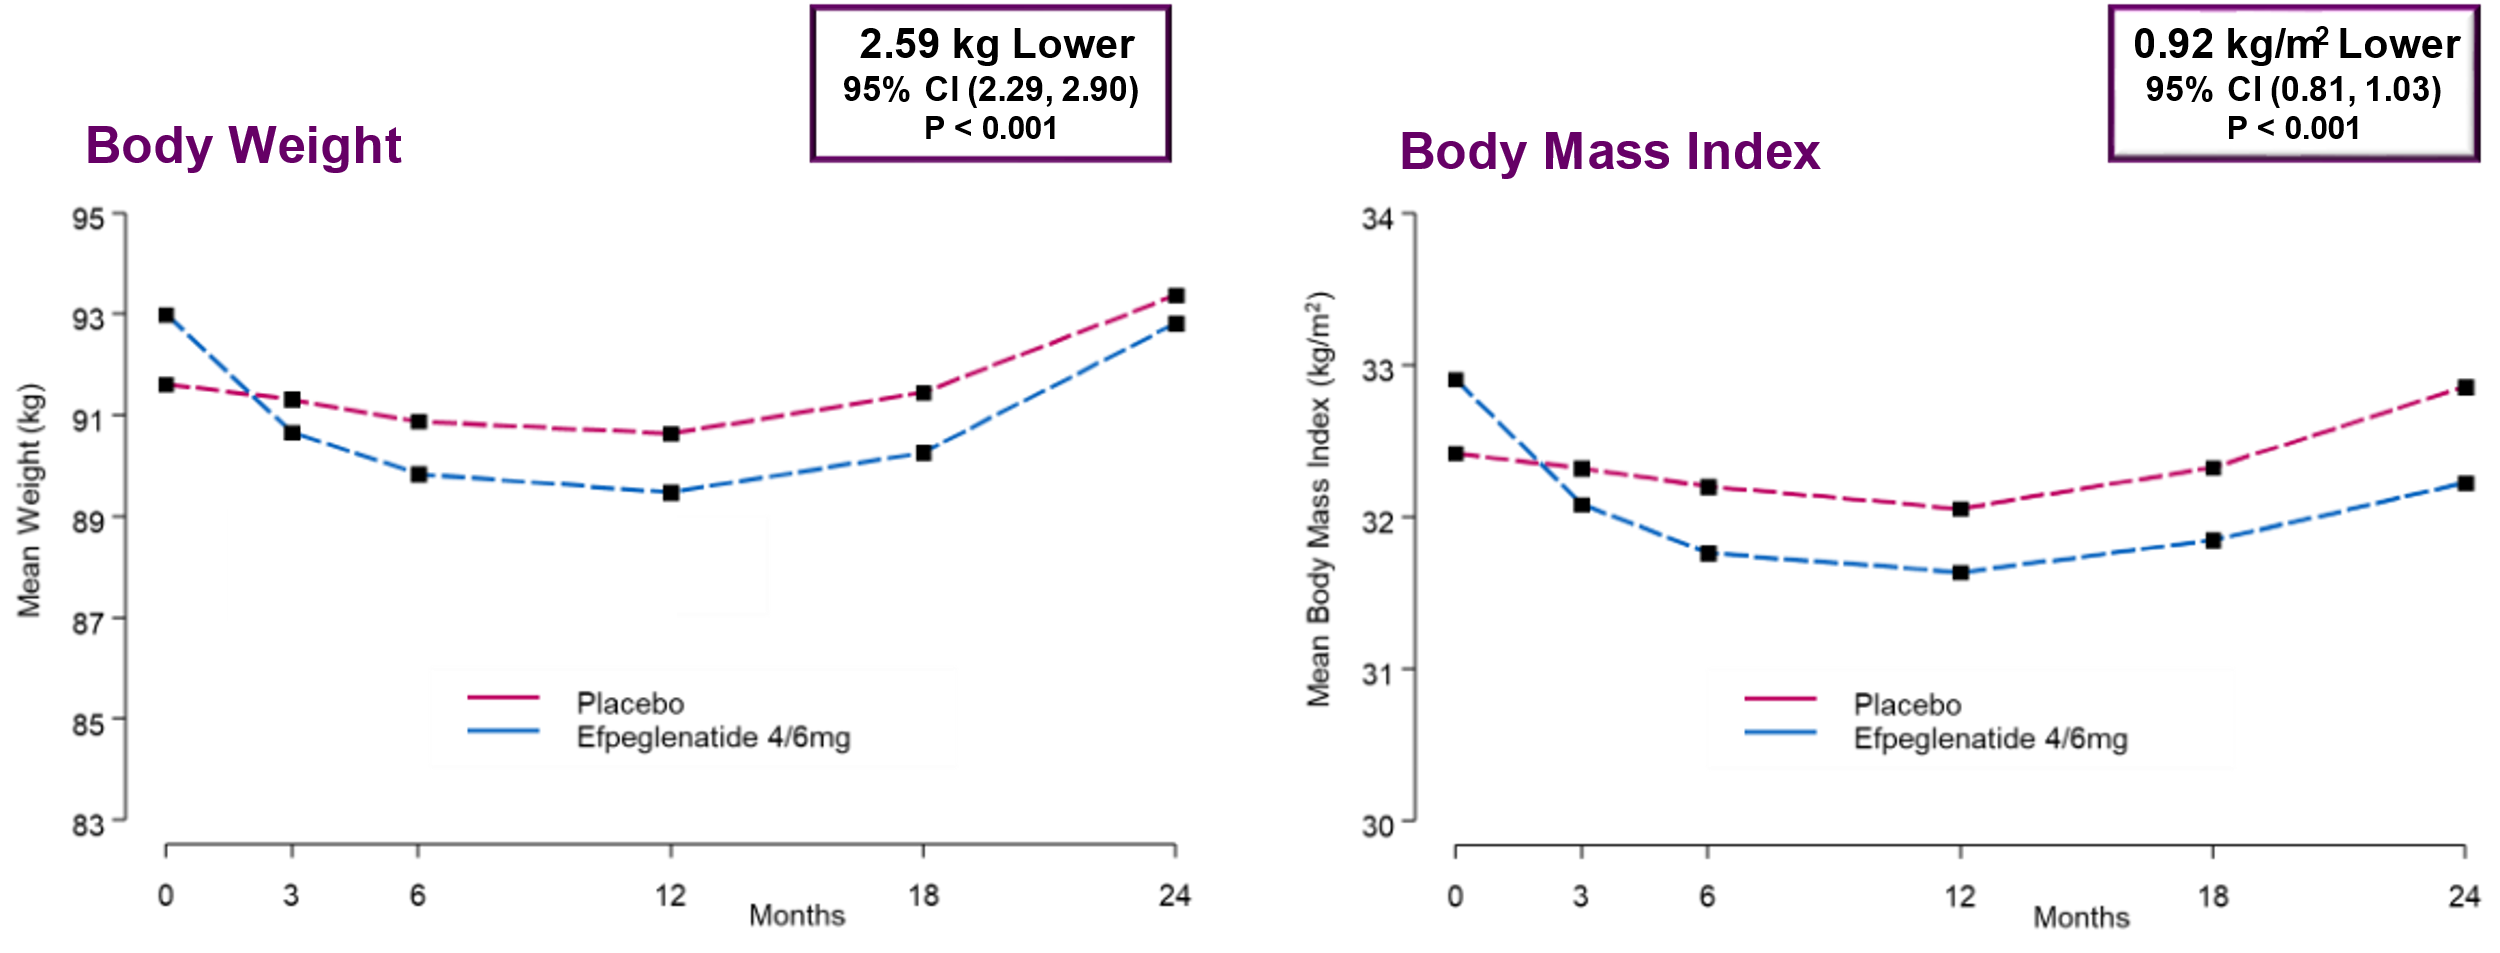 2.59 kg Lower
95% CI (2.29, 2.90)
P < 0.001
Body Weight
95
93
91
89
87
85
83
Mean Weight (kg)
Placebo
Efpeglenatide 4/6mg
0 3 6 12 18 24
Months
0.92 kg/m² Lower
95% CI (0.81, 1.03)
P < 0.001
Body Mass Index
34
33
32
31
30
Mean Body Mass Index (kg/m²)
Placebo
Efpeglenatide 4/6mg
0 3 6 12 18 24
Months